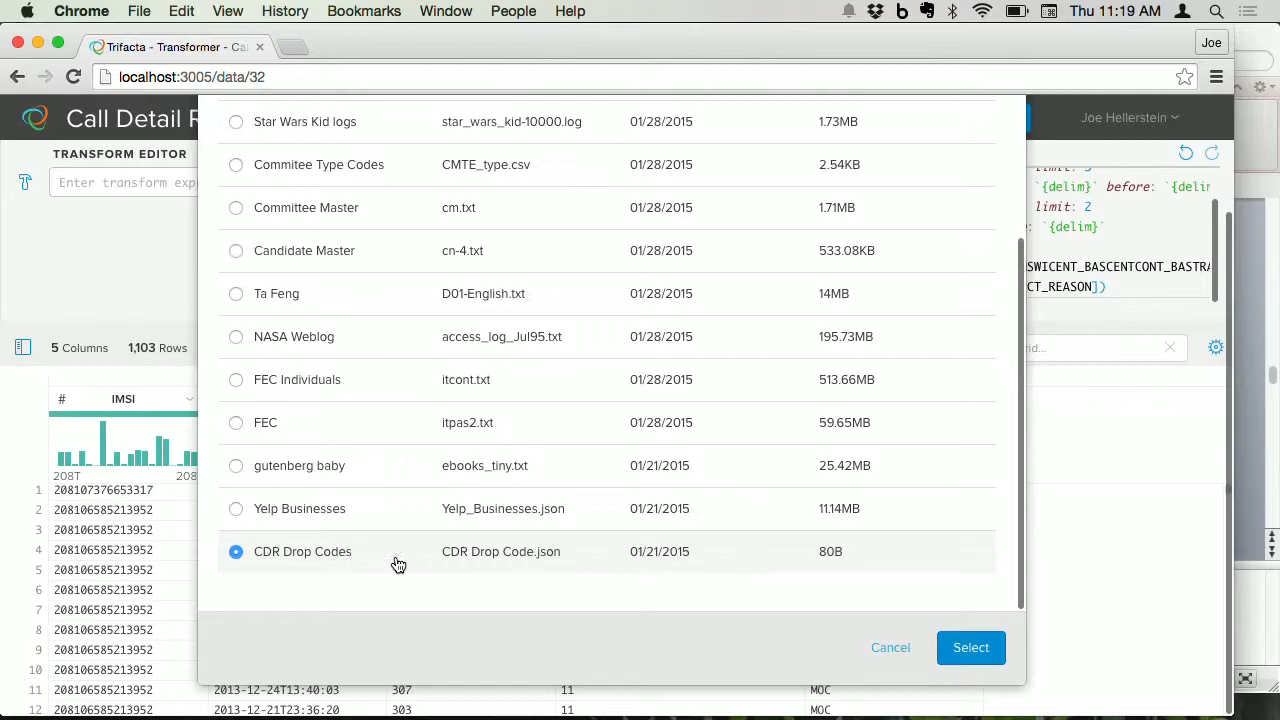 Chrome File Edit View History Bookmarks Window People Help Thu 11:19 AM
Trifacta - Transformer - Ca Joe
localhost:3005/data/32
Call Detail R Joe Hellerstein
TRANSFORM EDITOR
Enter transform exp
`{delim}` before: `{delim
limit: 2
: `{delim}`
SWICENT_BASCENTCONT_BASTRA
CT_REASON])
5 Columns 1,103 Rows
rid...
# IMSI
208T 208
Star Wars Kid logs star_wars_kid-10000.log 01/28/2015 1.73MB
Commitee Type Codes CMTE_type.csv 01/28/2015 2.54KB
Committee Master cm.txt 01/28/2015 1.71MB
Candidate Master cn-4.txt 01/28/2015 533.08KB
Ta Feng D01-English.txt 01/28/2015 14MB
NASA Weblog access_log_Jul95.txt 01/28/2015 195.73MB
FEC Individuals itcont.txt 01/28/2015 513.66MB
FEC itpas2.txt 01/28/2015 59.65MB
gutenberg baby ebooks_tiny.txt 01/21/2015 25.42MB
Yelp Businesses Yelp_Businesses.json 01/21/2015 11.14MB
CDR Drop Codes CDR Drop Code.json 01/21/2015 80B
Cancel Select
1 208107376653317
2 208106585213952
3 208106585213952
4 208106585213952
5 208106585213952
6 208106585213952
7 208106585213952
8 208106585213952
9 208106585213952
10 208106585213952
11 208106585213952 2013-12-24T13:40:03 307 11 MOC
12 208106585213952 2013-12-21T23:36:20 303 11 MOC